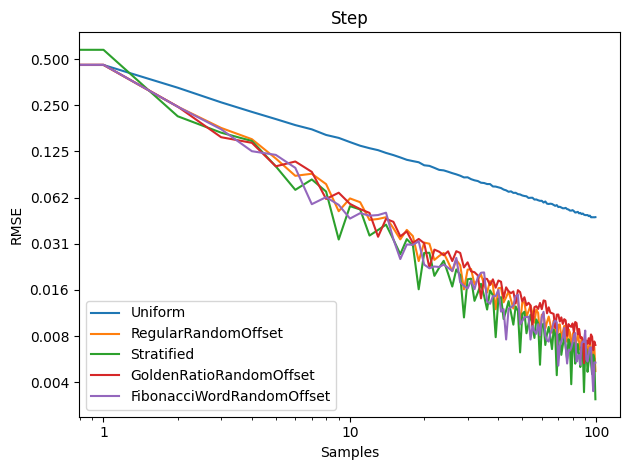 Step
RMSE
0.500
0.250
0.125
0.062
0.031
0.016
0.008
0.004
Uniform
RegularRandomOffset
Stratified
GoldenRatioRandomOffset
FibonacciWordRandomOffset
1
10
100
Samples